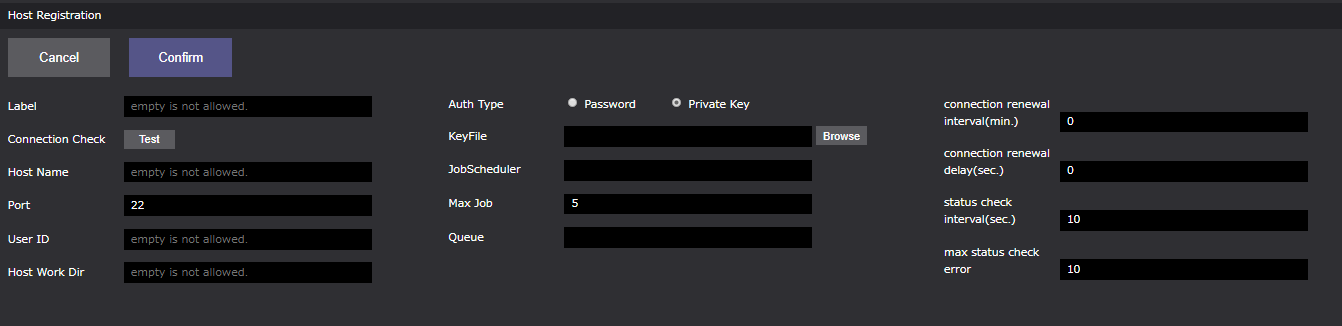 Host Registration
Cancel
Confirm
Label
empty is not allowed.
Connection Check
Test
Host Name
empty is not allowed.
Port
22
User ID
empty is not allowed.
Host Work Dir
empty is not allowed.
Auth Type
Password
Private Key
KeyFile
Browse
JobScheduler
Max Job
5
Queue
connection renewal
interval(min.)
0
connection renewal
delay(sec.)
0
status check
interval(sec.)
10
max status check
error
10